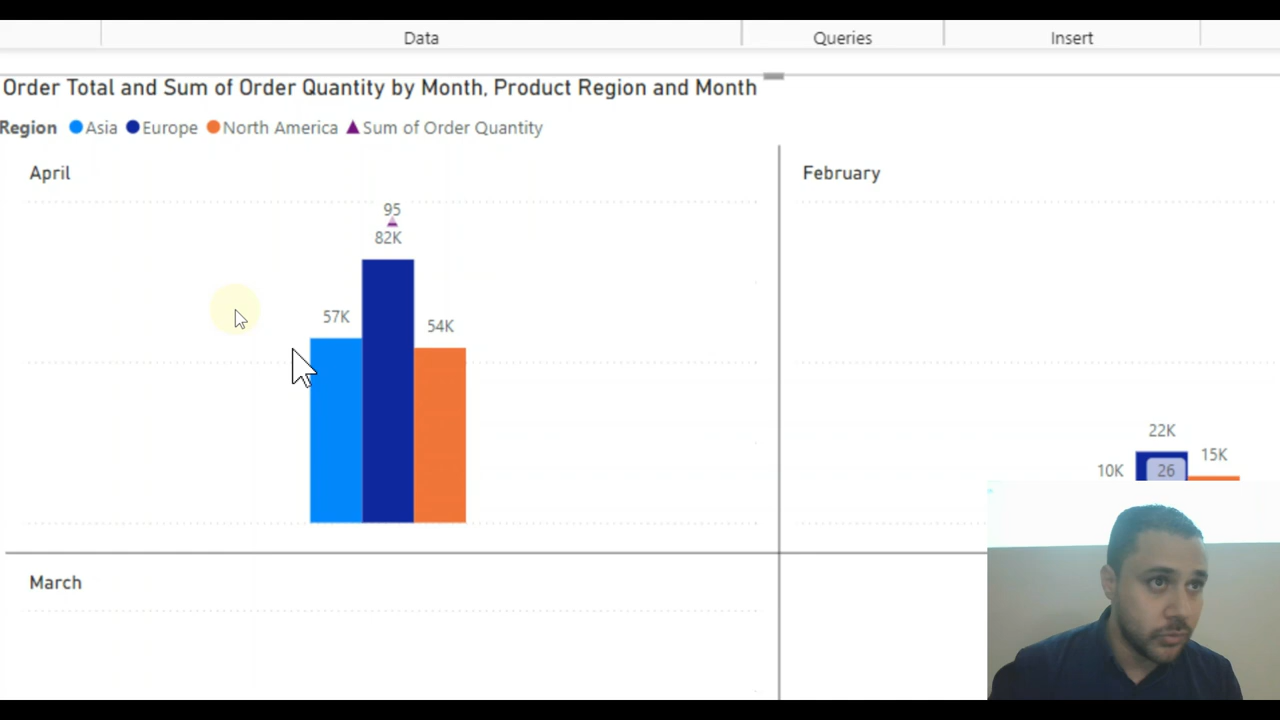 Data Queries Insert
Order Total and Sum of Order Quantity by Month, Product Region and Month
Region Asia Europe North America Sum of Order Quantity
April
February
95
82K
57K
54K
22K
15K
10K
26
March